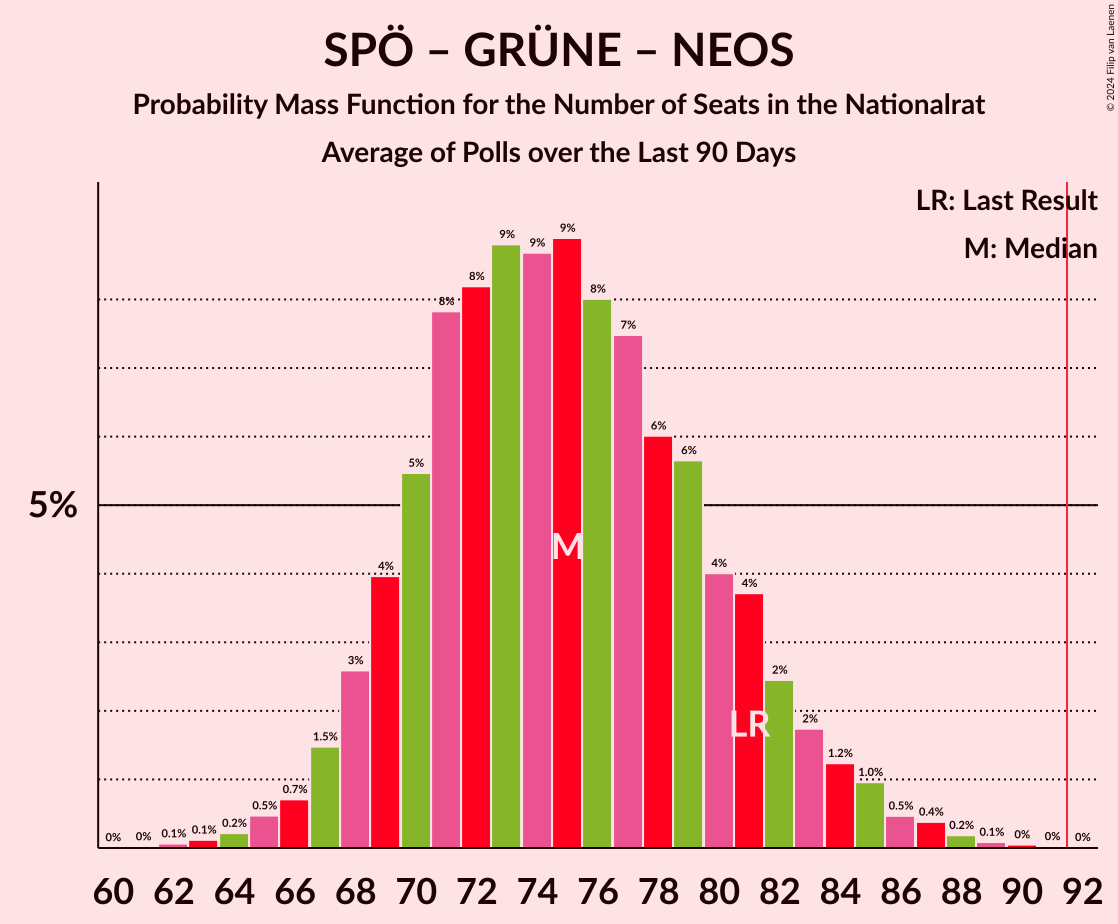 SPÖ – GRÜNE – NEOS
Probability Mass Function for the Number of Seats in the Nationalrat
Average of Polls over the Last 90 Days
© 2024 Filip van Laenen
LR: Last Result
M: Median
5%
0% 0% 0.1% 0.1% 0.2% 0.5% 0.7% 1.5% 3% 4% 5% 8% 8% 9% 9% 9% 8% 7% 6% 6% 4% 4% 2% 2% 1.2% 1.0% 0.5% 0.4% 0.2% 0.1% 0% 0% 0%
M
LR
60 62 64 66 68 70 72 74 76 78 80 82 84 86 88 90 92